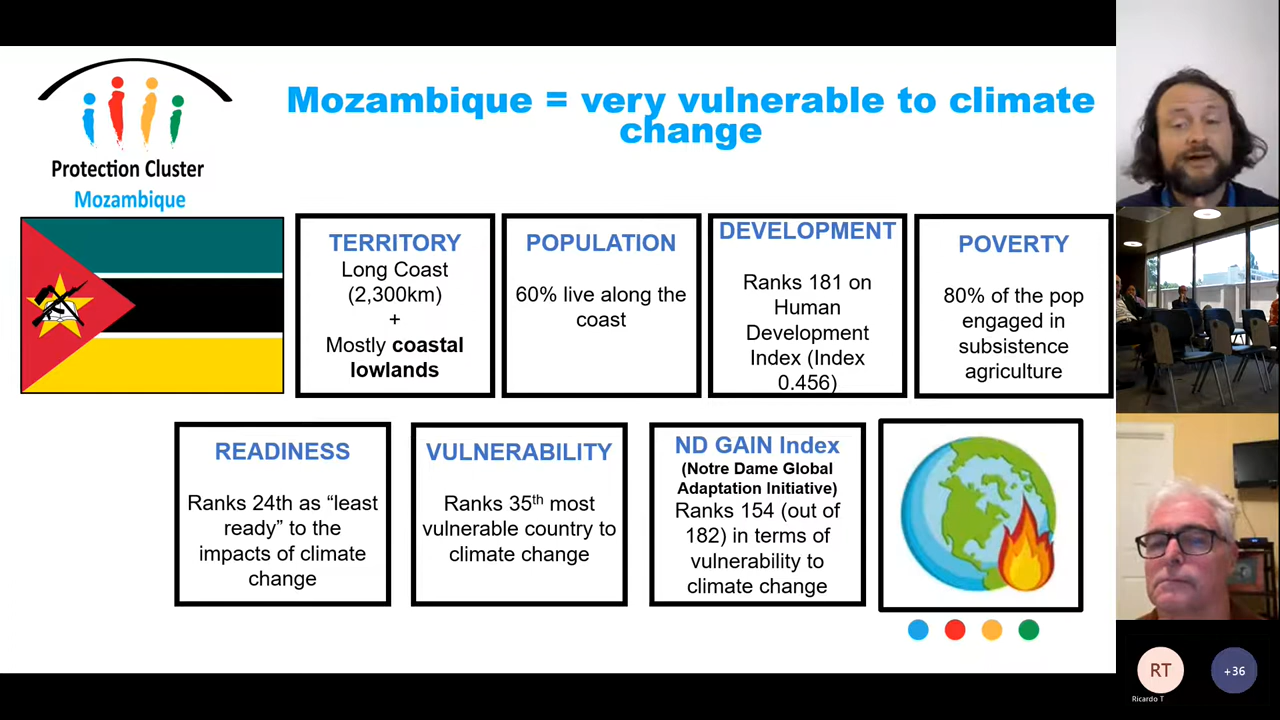 Mozambique = very vulnerable to climate
change
Protection Cluster
Mozambique
TERRITORY
Long Coast
(2,300km)
+
Mostly coastal
lowlands
POPULATION
60% live along the
coast
DEVELOPMENT
Ranks 181 on
Human
Development
Index (Index
0.456)
POVERTY
80% of the pop
engaged in
subsistence
agriculture
READINESS
Ranks 24th as “least
ready” to the
impacts of climate
change
VULNERABILITY
Ranks 35th most
vulnerable country to
climate change
ND GAIN Index
(Notre Dame Global
Adaptation Initiative)
Ranks 154 (out of
182) in terms of
vulnerability to
climate change
RT
Ricardo T
+36